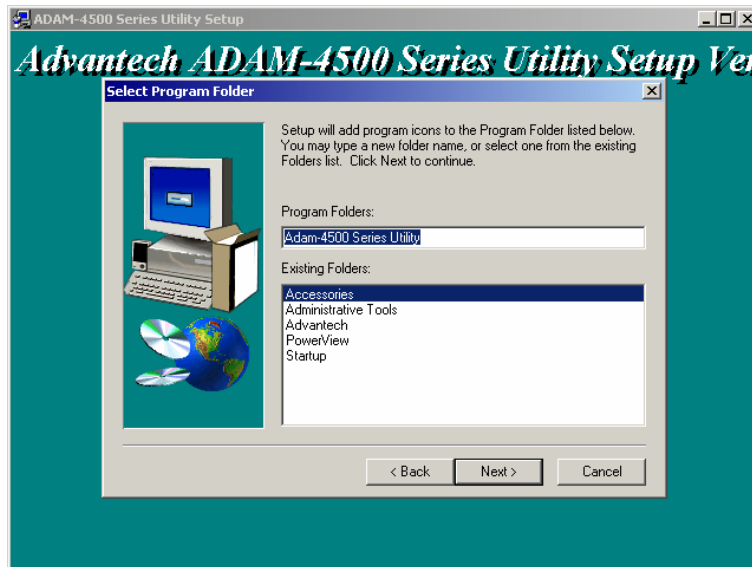 ADAM-4500 Series Utility Setup
Advantech ADAM-4500 Series Utility Setup Ver
Select Program Folder
Setup will add program icons to the Program Folder listed below.
You may type a new folder name, or select one from the existing
Folders list. Click Next to continue.
Program Folders:
Adam-4500 Series Utility
Existing Folders:
Accessories
Administrative Tools
Advantech
PowerView
Startup
< Back
Next >
Cancel